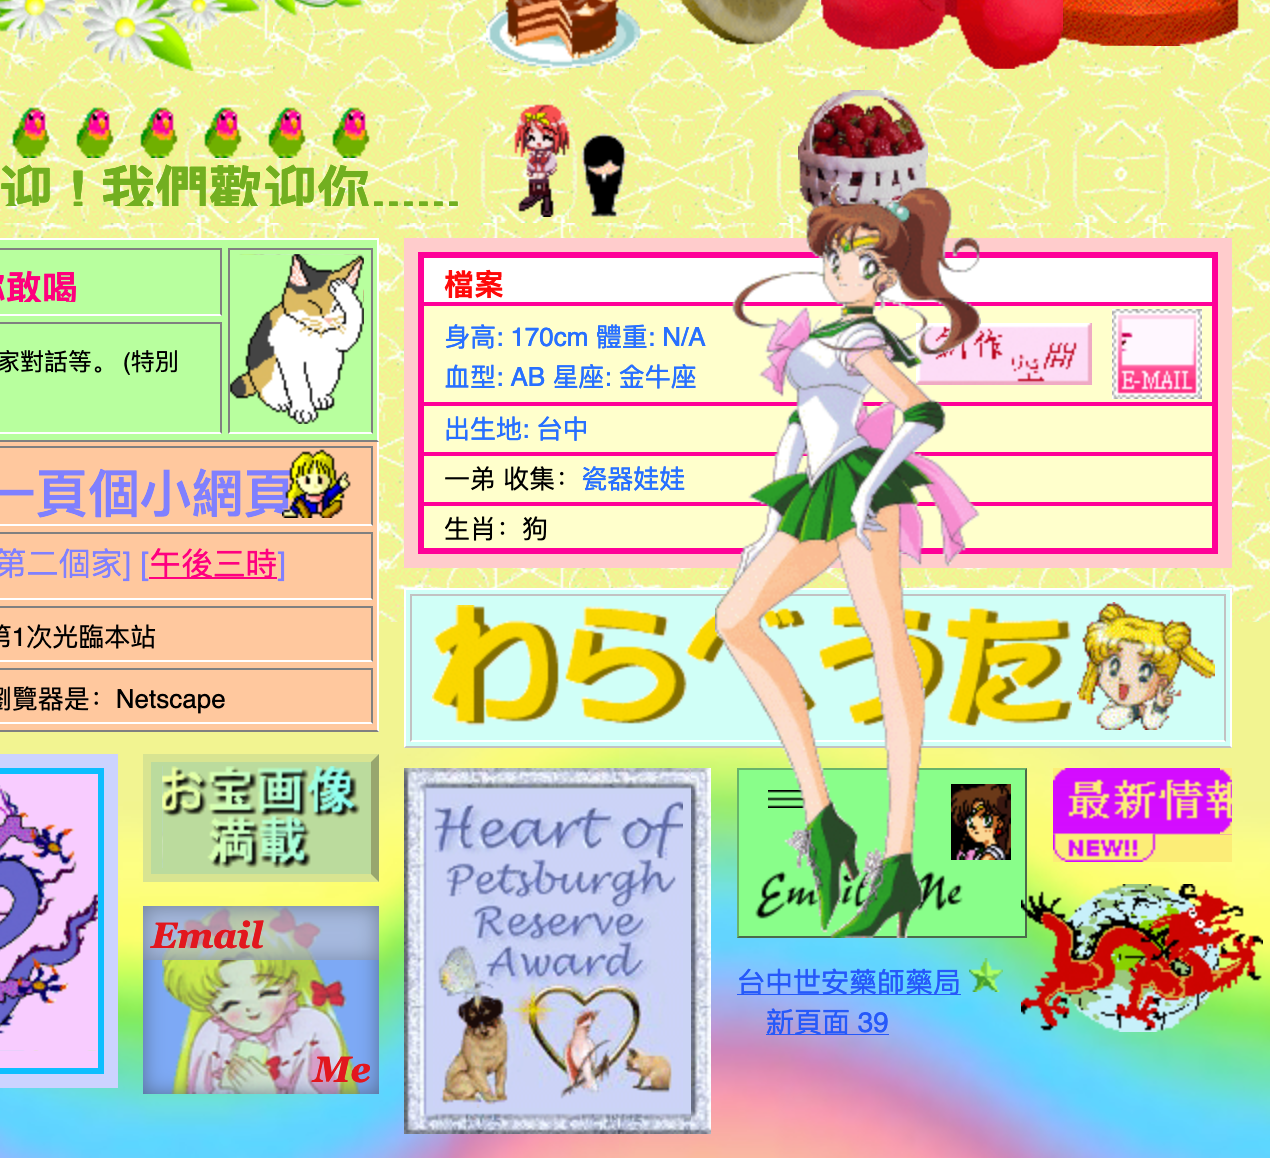 迎！我們歡迎你......
你敢喝
家對話等。 (特別
一頁個小網頁
第二個家] [午後三時]
第1次光臨本站
瀏覽器是：Netscape
檔案
身高: 170cm 體重: N/A
血型: AB 星座: 金牛座
E-MAIL
出生地: 台中
一弟 收集：瓷器娃娃
生肖：狗
わらべうた
お宝画像
満載
Email
Me
Heart of
Petsburgh
Reserve
Award
Email Me
最新情報
NEW!!
台中世安藥師藥局
新頁面 39